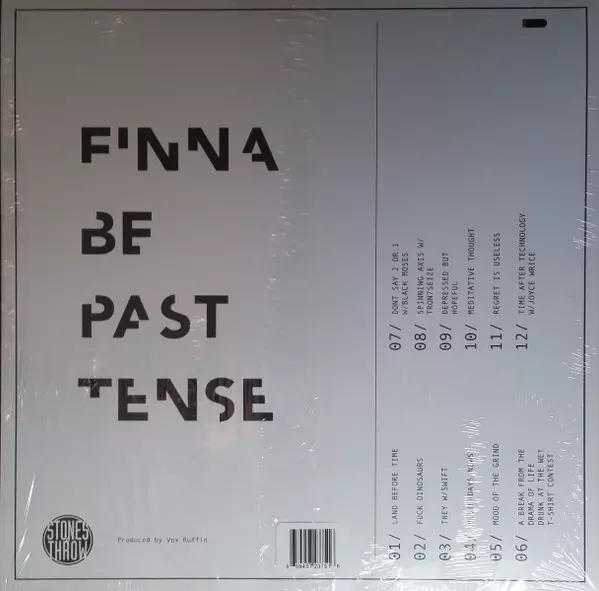 FINNA
BE
PAST
TENSE
01/ LAND BEFORE TIME
02/ FUCK DINOSAURS
03/ THEY W/SWIFT
04/ DAYS
05/ MOOD OF THE GRIND
06/ A BREAK FROM THE
DRAMA OF LIFE
DRUNK AT THE WET
T-SHIRT CONTEST
07/ DONT SAY 2 OR 1
W/BLACK MOSES
08/ SPINNING AXIS W/
TRON7SEIZE
09/ DEPRESSED BUT
HOPEFUL
10/ MEDITATIVE THOUGHT
11/ REGRET IS USELESS
12/ TIME AFTER TECHNOLOGY
W/JOYCE WRICE
STONES
THROW
Produced by Vex Ruffin